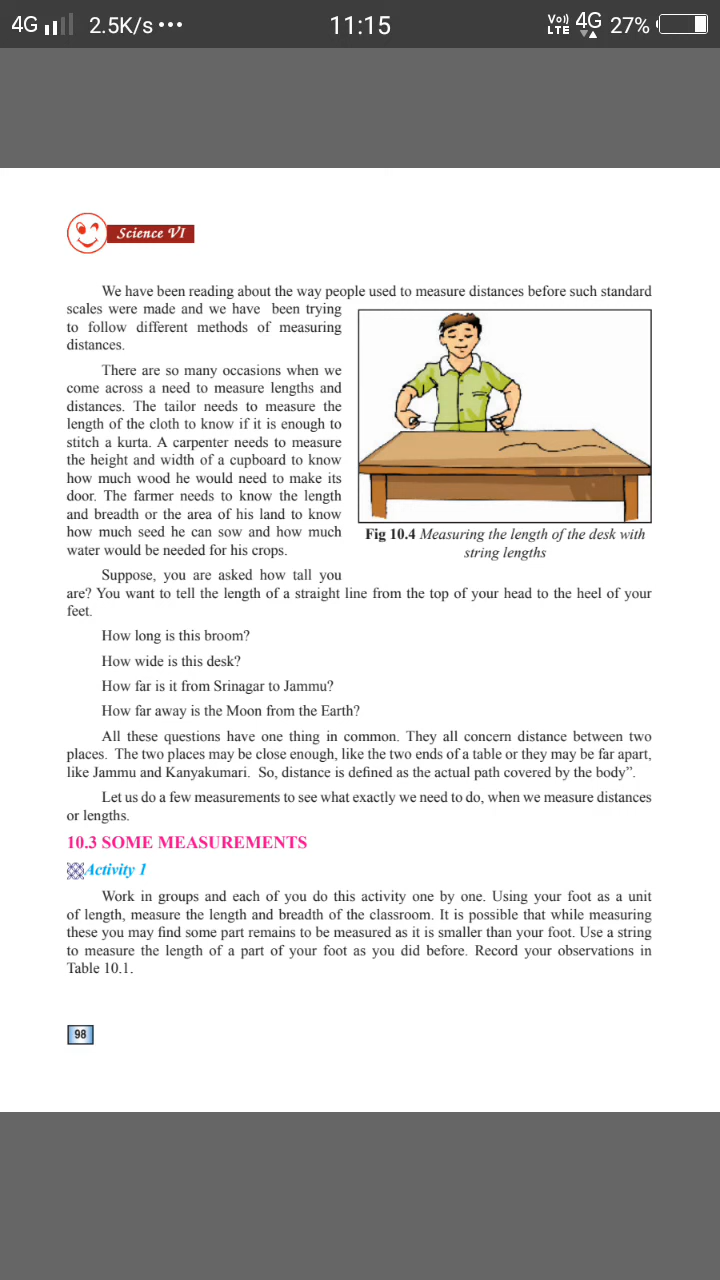 4G 2.5K/s ••• 11:15 Vo)) LTE 4G 27%
Science VI
We have been reading about the way people used to measure distances before such standard
scales were made and we have been trying
to follow different methods of measuring
distances.
There are so many occasions when we
come across a need to measure lengths and
distances. The tailor needs to measure the
length of the cloth to know if it is enough to
stitch a kurta. A carpenter needs to measure
the height and width of a cupboard to know
how much wood he would need to make its
door. The farmer needs to know the length
and breadth or the area of his land to know
how much seed he can sow and how much
water would be needed for his crops.
Fig 10.4 Measuring the length of the desk with
string lengths
Suppose, you are asked how tall you
are? You want to tell the length of a straight line from the top of your head to the heel of your
feet.
How long is this broom?
How wide is this desk?
How far is it from Srinagar to Jammu?
How far away is the Moon from the Earth?
All these questions have one thing in common. They all concern distance between two
places. The two places may be close enough, like the two ends of a table or they may be far apart,
like Jammu and Kanyakumari. So, distance is defined as the actual path covered by the body”.
Let us do a few measurements to see what exactly we need to do, when we measure distances
or lengths.
10.3 SOME MEASUREMENTS
Activity 1
Work in groups and each of you do this activity one by one. Using your foot as a unit
of length, measure the length and breadth of the classroom. It is possible that while measuring
these you may find some part remains to be measured as it is smaller than your foot. Use a string
to measure the length of a part of your foot as you did before. Record your observations in
Table 10.1.
98